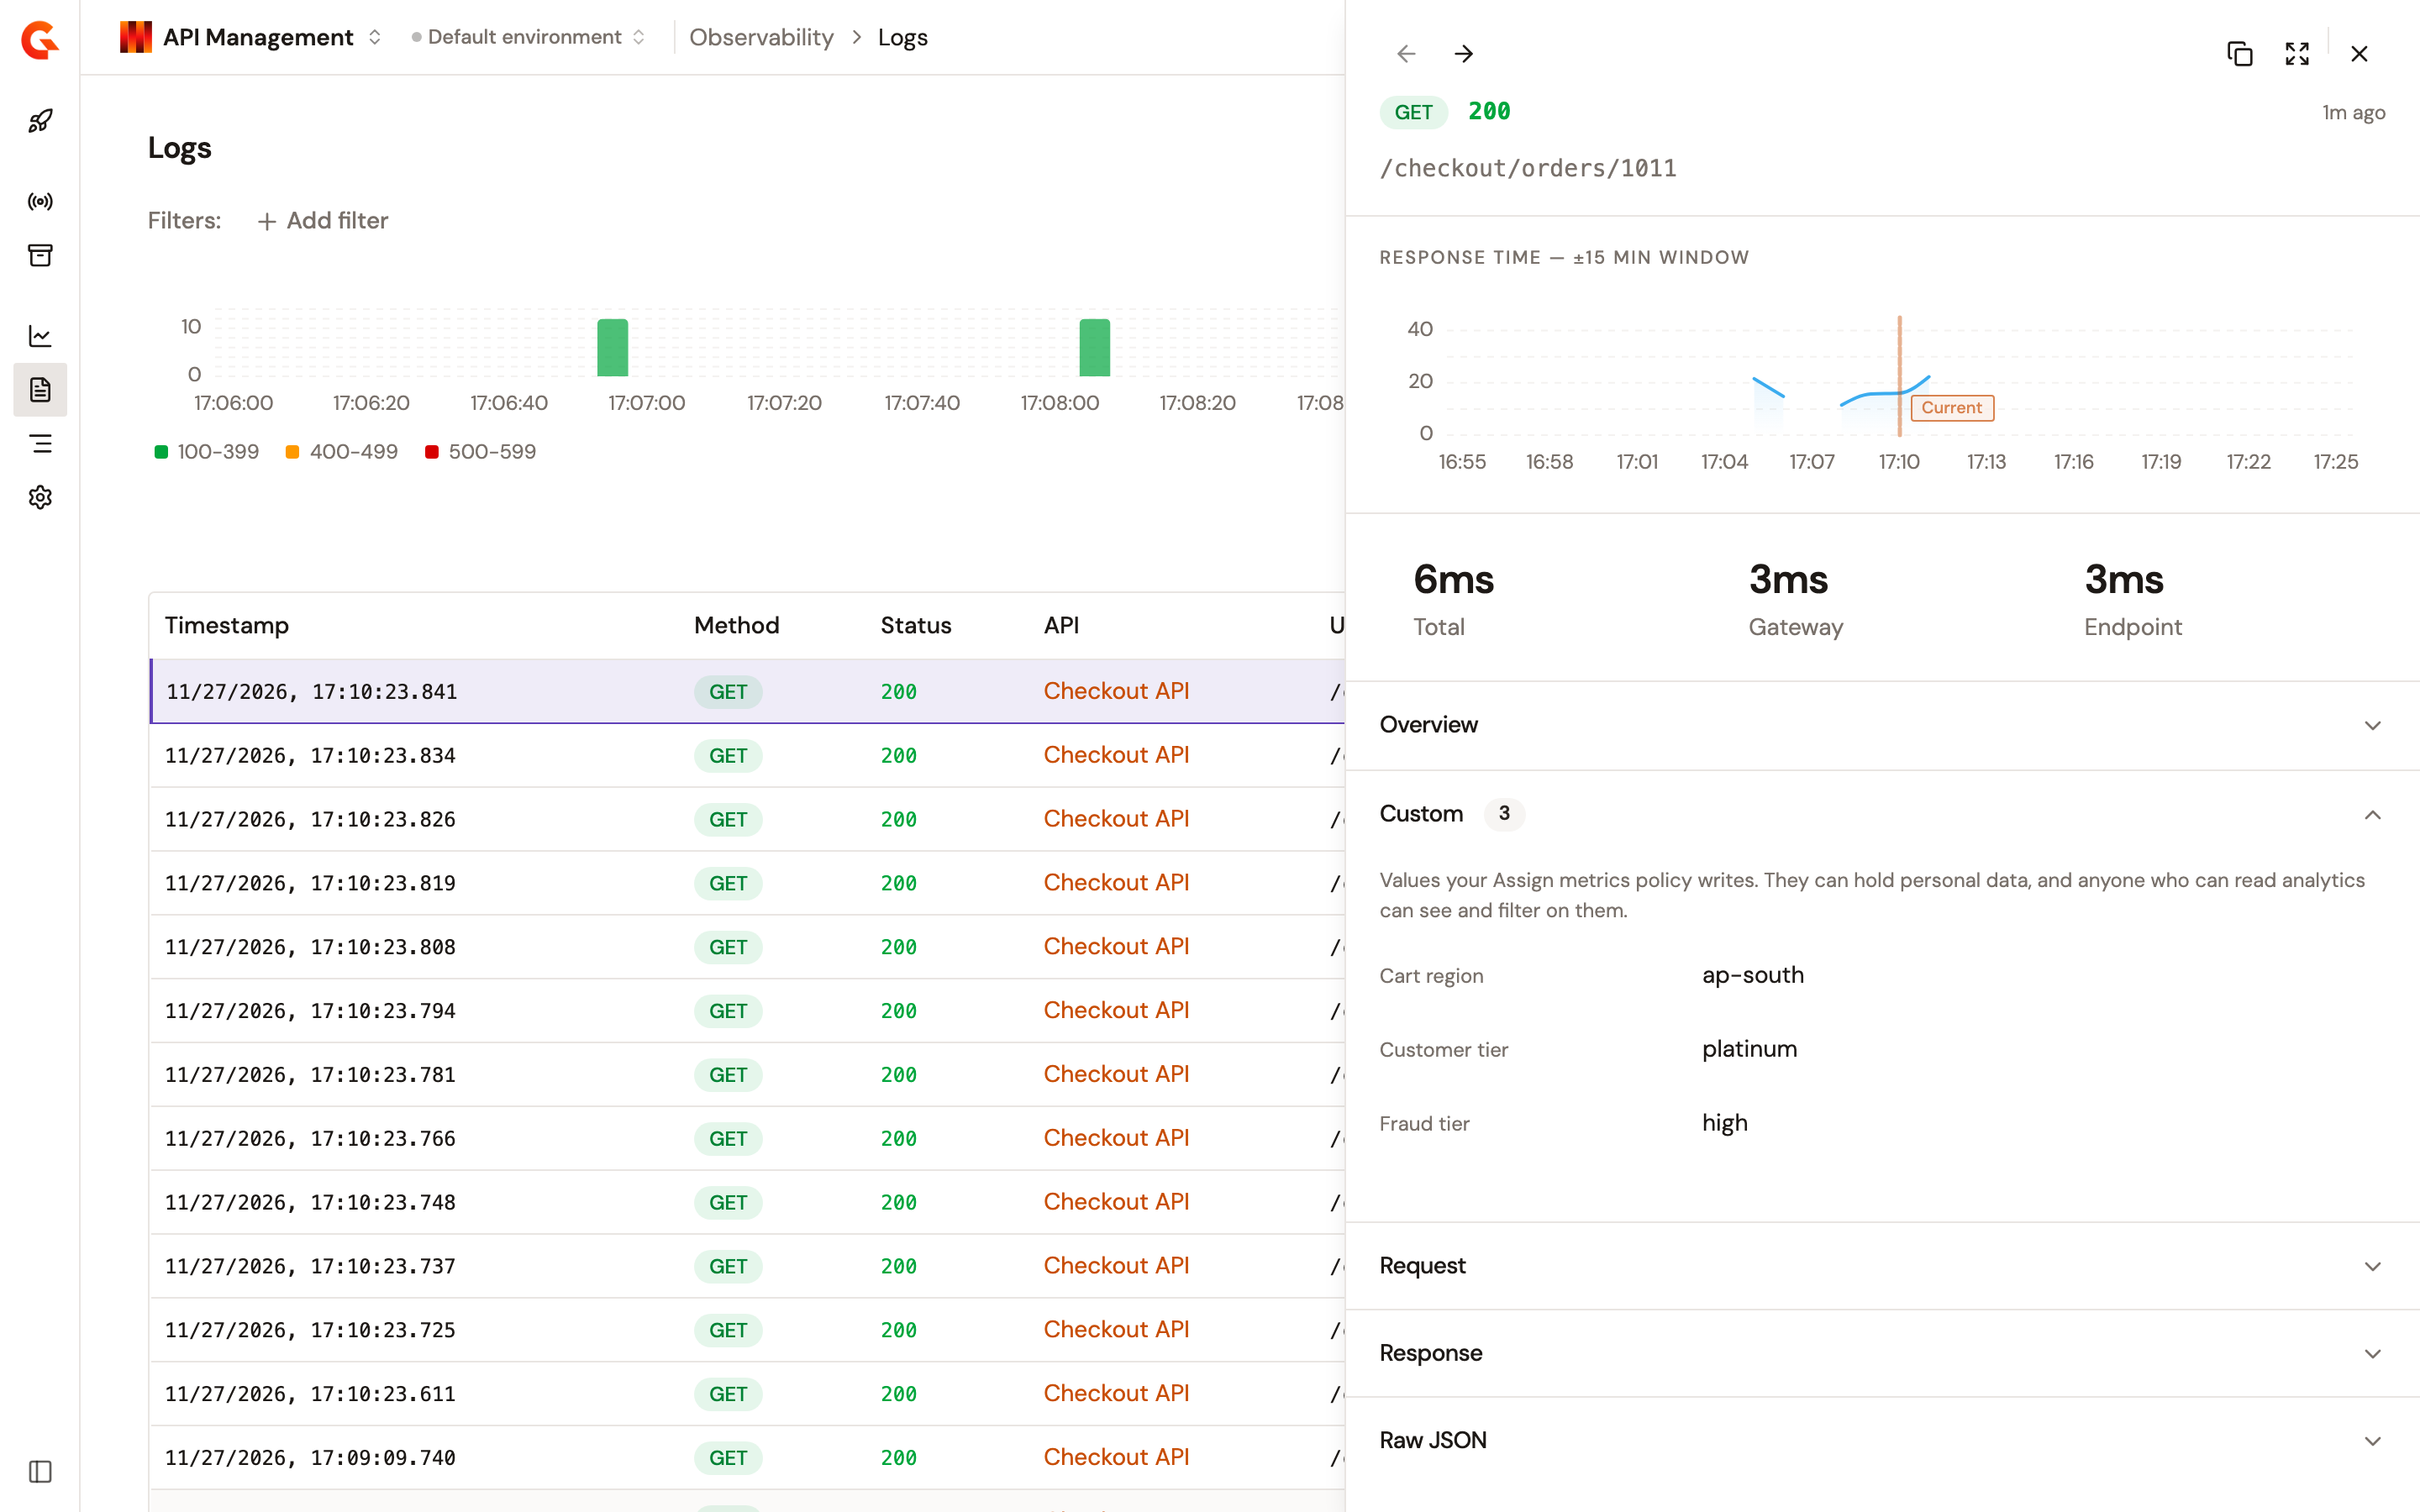 API Management
Default environment
Observability > Logs
Logs
Filters: + Add filter
10
0
17:06:00 17:06:20 17:06:40 17:07:00 17:07:20 17:07:40 17:08:00 17:08:20 17:08
100-399 400-499 500-599
Timestamp Method Status API U
11/27/2026, 17:10:23.841 GET 200 Checkout API
11/27/2026, 17:10:23.834 GET 200 Checkout API
11/27/2026, 17:10:23.826 GET 200 Checkout API
11/27/2026, 17:10:23.819 GET 200 Checkout API
11/27/2026, 17:10:23.808 GET 200 Checkout API
11/27/2026, 17:10:23.794 GET 200 Checkout API
11/27/2026, 17:10:23.781 GET 200 Checkout API
11/27/2026, 17:10:23.766 GET 200 Checkout API
11/27/2026, 17:10:23.748 GET 200 Checkout API
11/27/2026, 17:10:23.737 GET 200 Checkout API
11/27/2026, 17:10:23.725 GET 200 Checkout API
11/27/2026, 17:10:23.611 GET 200 Checkout API
11/27/2026, 17:09:09.740 GET 200 Checkout API
GET 200 1m ago
/checkout/orders/1011
RESPONSE TIME — ±15 MIN WINDOW
40
20
0
Current
16:55 16:58 17:01 17:04 17:07 17:10 17:13 17:16 17:19 17:22 17:25
6ms 3ms 3ms
Total Gateway Endpoint
Overview
Custom 3
Values your Assign metrics policy writes. They can hold personal data, and anyone who can read analytics
can see and filter on them.
Cart region ap-south
Customer tier platinum
Fraud tier high
Request
Response
Raw JSON